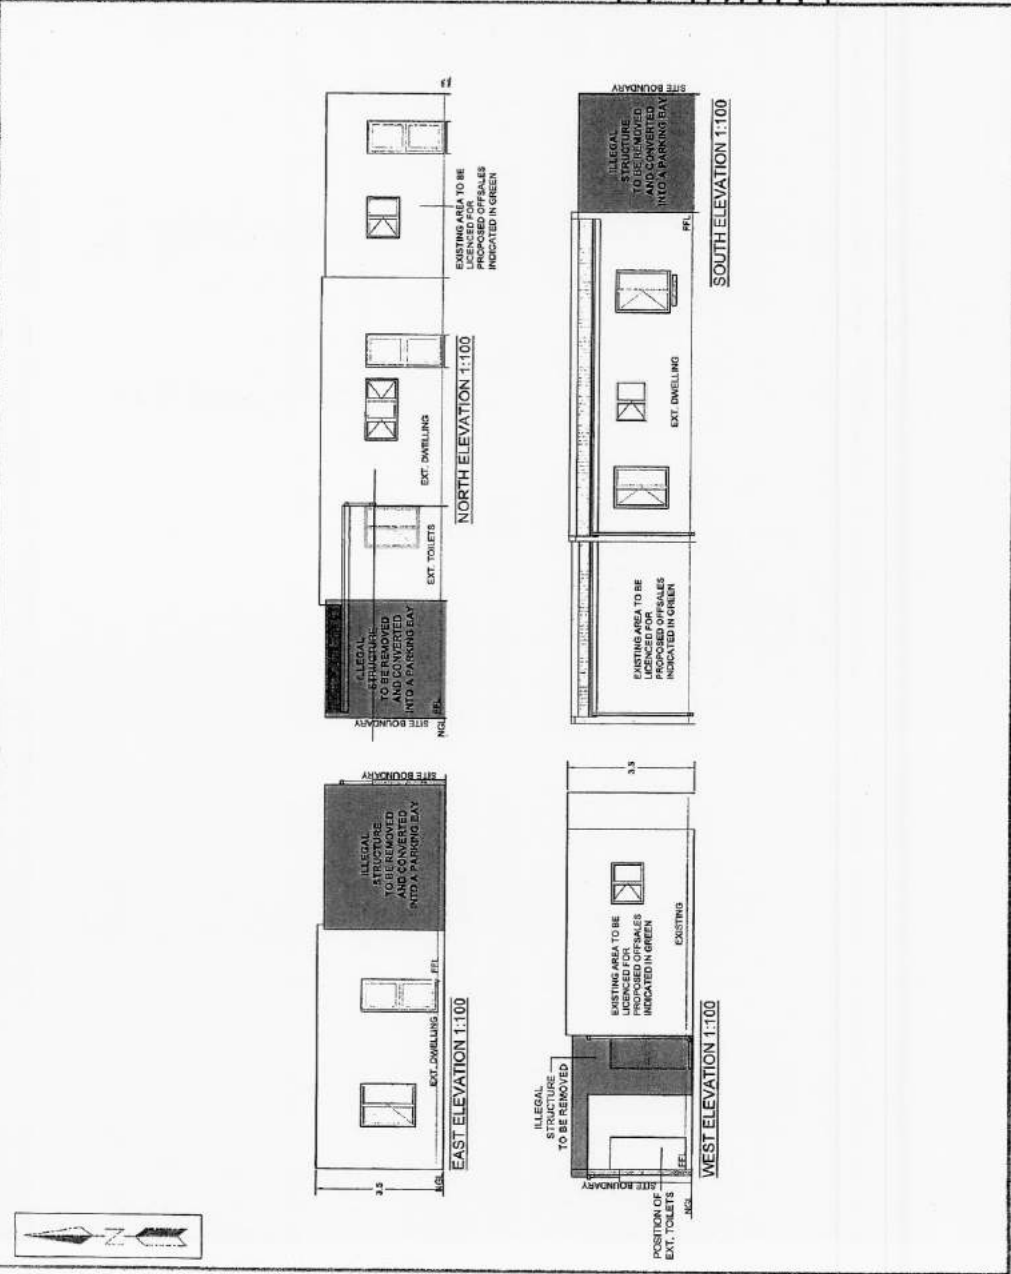 EAST ELEVATION 1:100
3.5
NGL
EXT. DWELLING
FFL
ILLEGAL
STRUCTURE
TO BE REMOVED
AND CONVERTED
INTO A PARKING BAY
SITE BOUNDARY
NORTH ELEVATION 1:100
SITE BOUNDARY
NGL
FFL
ILLEGAL
STRUCTURE
TO BE REMOVED
AND CONVERTED
INTO A PARKING BAY
EXT. TOILETS
EXT. DWELLING
EXISTING AREA TO BE
LICENCED FOR
PROPOSED OFFSALES
INDICATED IN GREEN
WEST ELEVATION 1:100
SITE BOUNDARY
NGL
FFL
POSITION OF
EXT. TOILETS
ILLEGAL
STRUCTURE
TO BE REMOVED
EXISTING AREA TO BE
LICENCED FOR
PROPOSED OFFSALES
INDICATED IN GREEN
EXISTING
3.5
SOUTH ELEVATION 1:100
EXISTING AREA TO BE
LICENCED FOR
PROPOSED OFFSALES
INDICATED IN GREEN
EXT. DWELLING
FFL
ILLEGAL
STRUCTURE
TO BE REMOVED
AND CONVERTED
INTO A PARKING BAY
SITE BOUNDARY
N